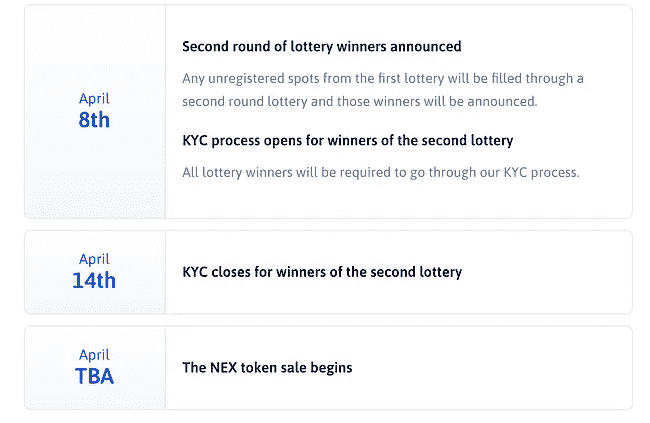 Second round of lottery winners announced
Any unregistered spots from the first lottery will be filled through a
second round lottery and those winners will be announced.
April
8th
KYC process opens for winners of the second lottery
All lottery winners will be required to go through our KYC process.
April
14th
KYC closes for winners of the second lottery
April
TBA
The NEX token sale begins